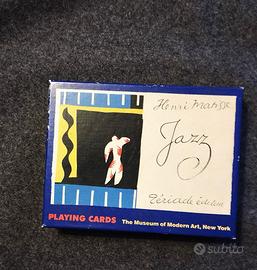 Henri Matisse
Jazz
Tériade éditeur
PLAYING CARDS The Museum of Modern Art, New York
subito